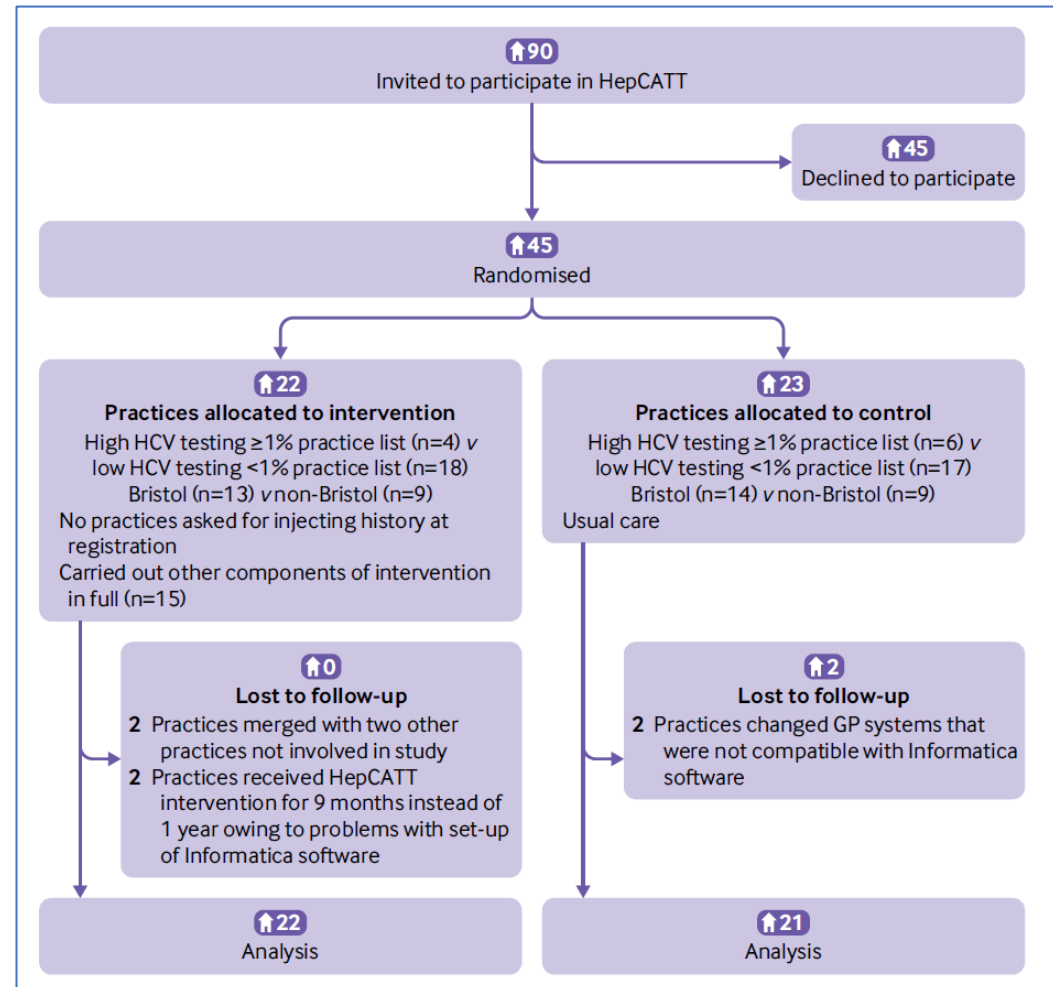 90
Invited to participate in HepCATT
45
Declined to participate
45
Randomised
22
Practices allocated to intervention
High HCV testing ≥1% practice list (n=4) v
low HCV testing <1% practice list (n=18)
Bristol (n=13) v non-Bristol (n=9)
No practices asked for injecting history at
registration
Carried out other components of intervention
in full (n=15)
23
Practices allocated to control
High HCV testing ≥1% practice list (n=6) v
low HCV testing <1% practice list (n=17)
Bristol (n=14) v non-Bristol (n=9)
Usual care
0
Lost to follow-up
2 Practices merged with two other
practices not involved in study
2 Practices received HepCATT
intervention for 9 months instead of
1 year owing to problems with set-up
of Informatica software
2
Lost to follow-up
2 Practices changed GP systems that
were not compatible with Informatica
software
22
Analysis
21
Analysis